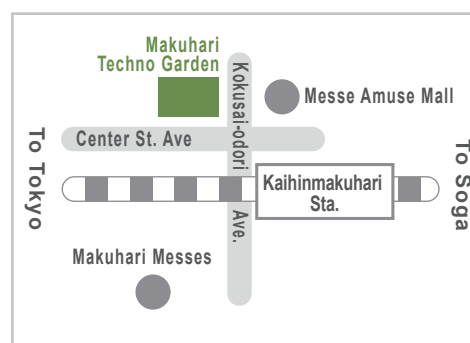 Makuhari
Techno Garden
Kokusai-odori
Messe Amuse Mall
Center St. Ave
To Tokyo
Kaihinmakuhari
Sta.
To Soga
Ave.
Makuhari Messes